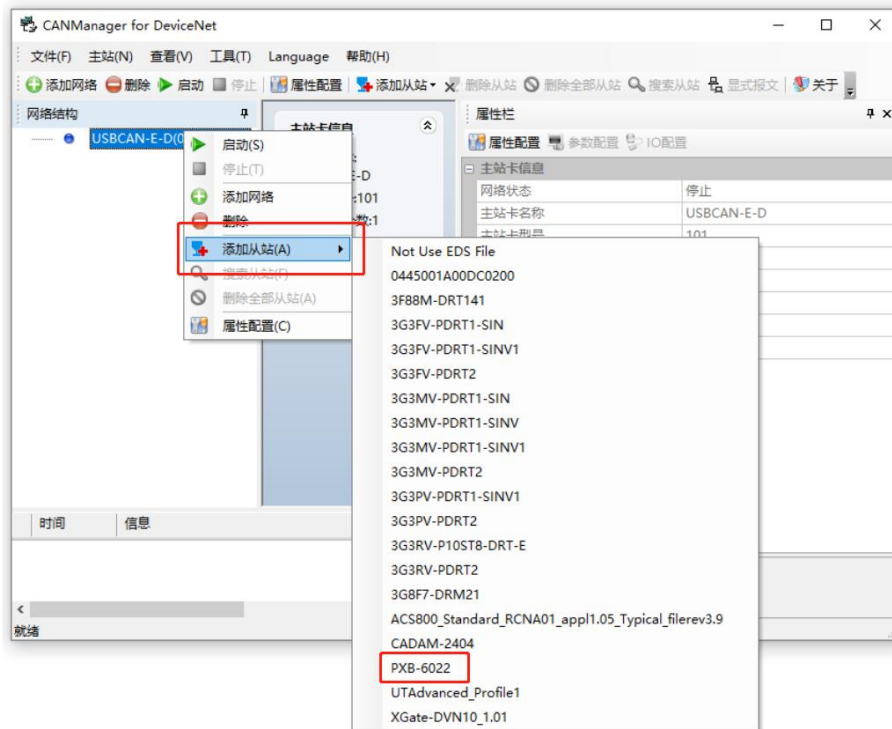 CANManager for DeviceNet
文件(F) 主站(N) 查看(V) 工具(T) Language 帮助(H)
添加网络 删除 启动 停止 属性配置 添加从站 删除从站 删除全部从站 搜索从站 显式报文 关于
网络结构
USBCAN-E-D(0
主站卡信息
E-D
:101
数:1
启动(S)
停止(T)
添加网络
删除
添加从站(A)
搜索从站(F)
删除全部从站(A)
属性配置(C)
属性栏
属性配置 参数配置 IO配置
主站卡信息
网络状态 停止
主站卡名称 USBCAN-E-D
主站卡型号 101
Not Use EDS File
0445001A00DC0200
3F88M-DRT141
3G3FV-PDRT1-SIN
3G3FV-PDRT1-SINV1
3G3FV-PDRT2
3G3MV-PDRT1-SIN
3G3MV-PDRT1-SINV
3G3MV-PDRT1-SINV1
3G3MV-PDRT2
3G3PV-PDRT1-SINV1
3G3PV-PDRT2
3G3RV-P10ST8-DRT-E
3G3RV-PDRT2
3G8F7-DRM21
ACS800_Standard_RCNA01_appl1.05_Typical_filerev3.9
CADAM-2404
PXB-6022
UTAdvanced_Profile1
XGate-DVN10_1.01
时间 信息
就绪